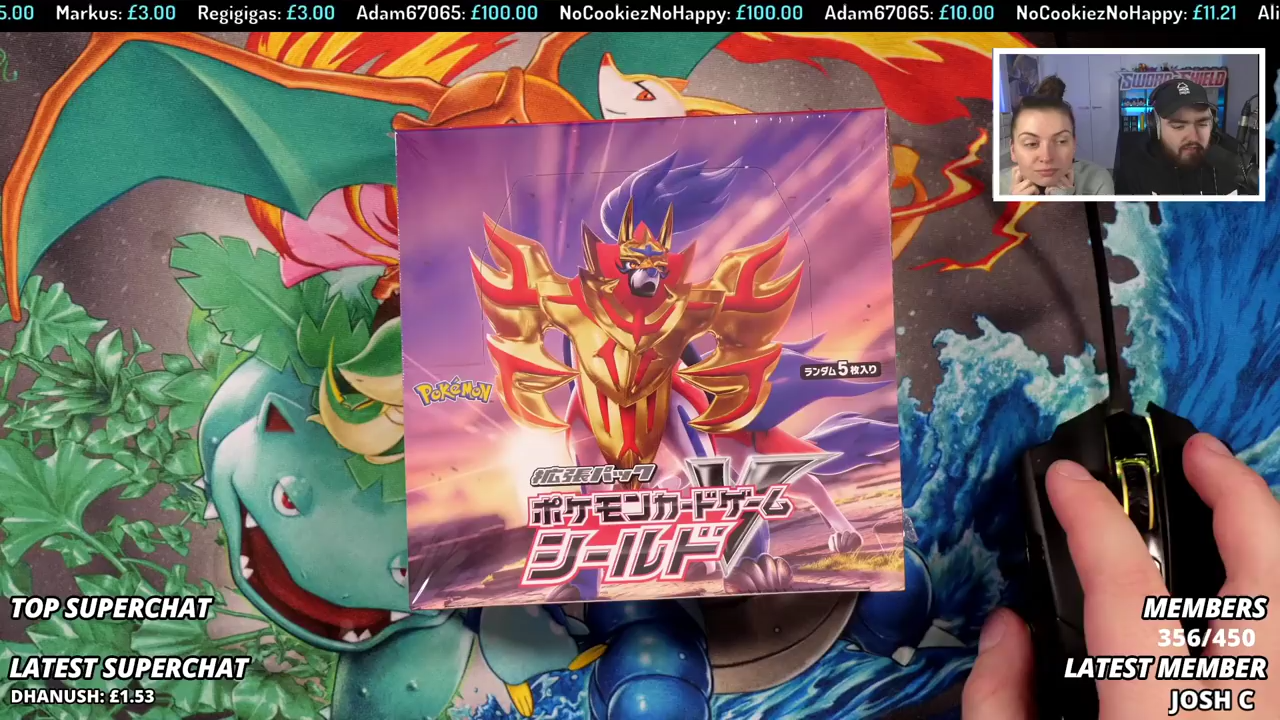 5.00 Markus: £3.00 Regigigas: £3.00 Adam67065: £100.00 NoCookiezNoHappy: £100.00 Adam67065: £10.00 NoCookiezNoHappy: £11.21 Ali
SWORD SHIELD
POKÉMON
ランダム5枚入り
拡張パック
ポケモンカードゲーム
シールド V
TOP SUPERCHAT
LATEST SUPERCHAT
DHANUSH: £1.53
MEMBERS
356/450
LATEST MEMBER
JOSH C